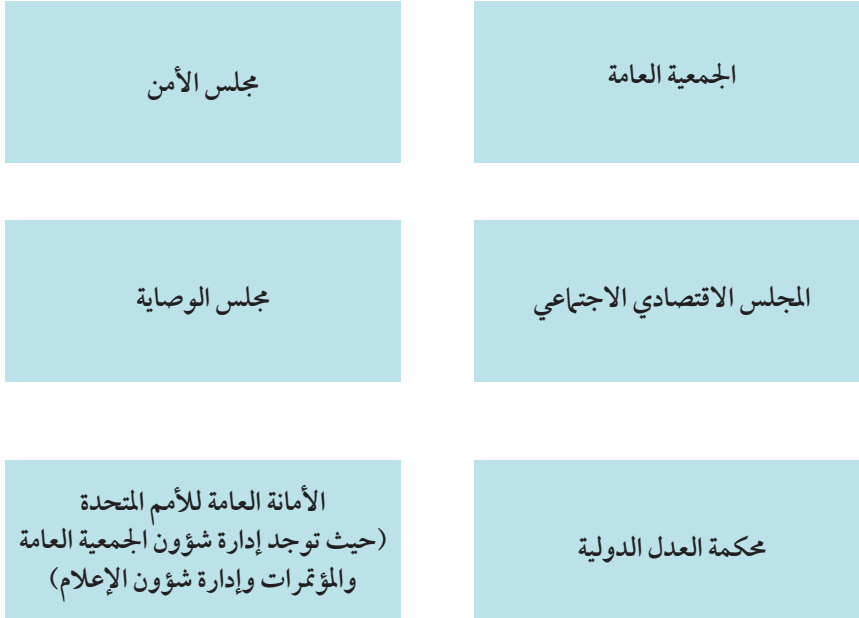 الجمعية العامة
مجلس الأمن
المجلس الاقتصادي الاجتماعي
مجلس الوصاية
محكمة العدل الدولية
الأمانة العامة للأمم المتحدة
(حيث توجد إدارة شؤون الجمعية العامة
والمؤتمرات وإدارة شؤون الإعلام)